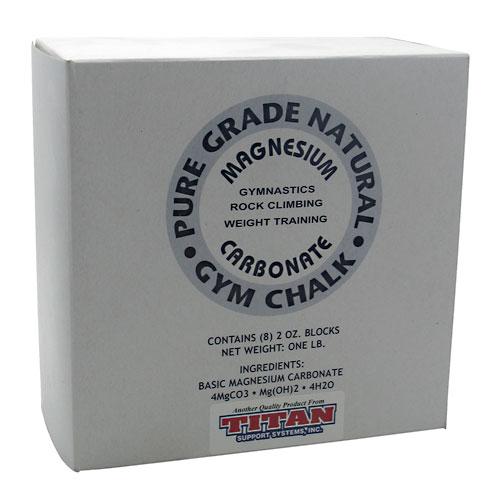 PURE GRADE NATURAL
• GYM CHALK •
MAGNESIUM
GYMNASTICS
ROCK CLIMBING
WEIGHT TRAINING
CARBONATE
CONTAINS (8) 2 OZ. BLOCKS
NET WEIGHT: ONE LB.
INGREDIENTS:
BASIC MAGNESIUM CARBONATE
4MgCO3 • Mg(OH)2 • 4H2O
Another Quality Product From
TITAN
SUPPORT SYSTEMS, INC.